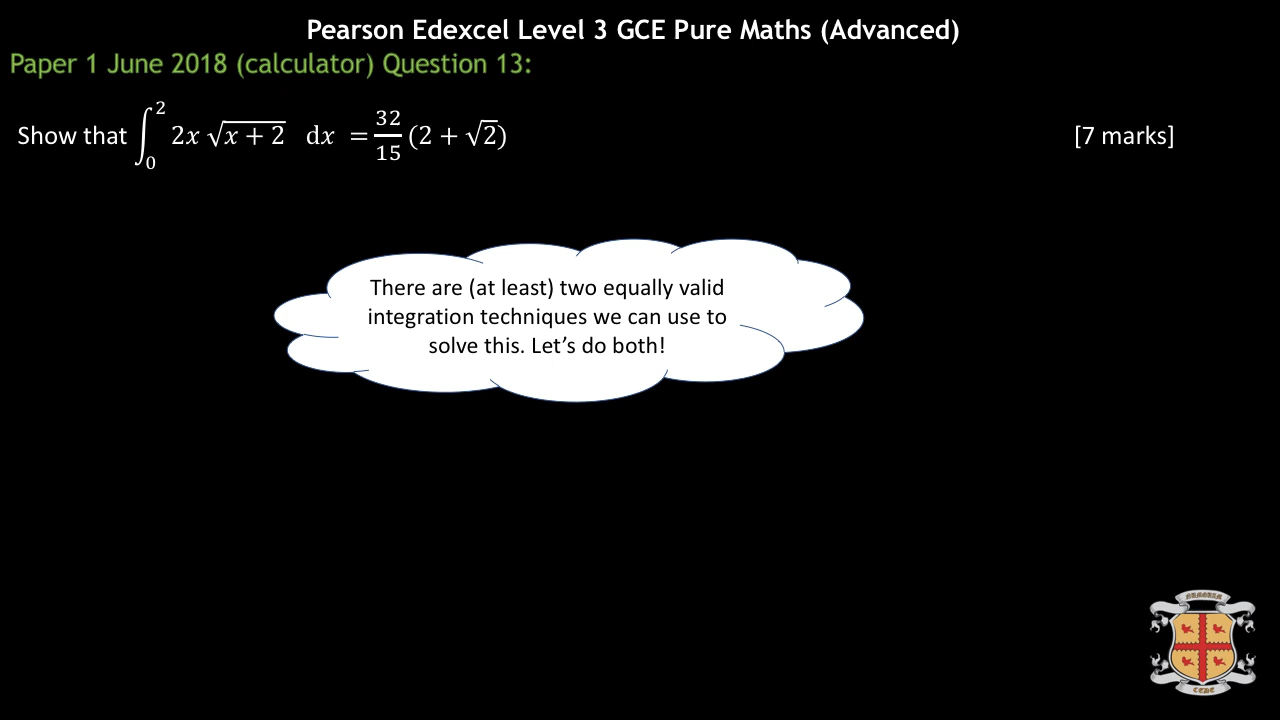 Pearson Edexcel Level 3 GCE Pure Maths (Advanced)
Paper 1 June 2018 (calculator) Question 13:
Show that ∫₀² 2x √(x + 2) dx = 32/15 (2 + √2) [7 marks]
There are (at least) two equally valid
integration techniques we can use to
solve this. Let’s do both!
NUMQUAM
CEDE